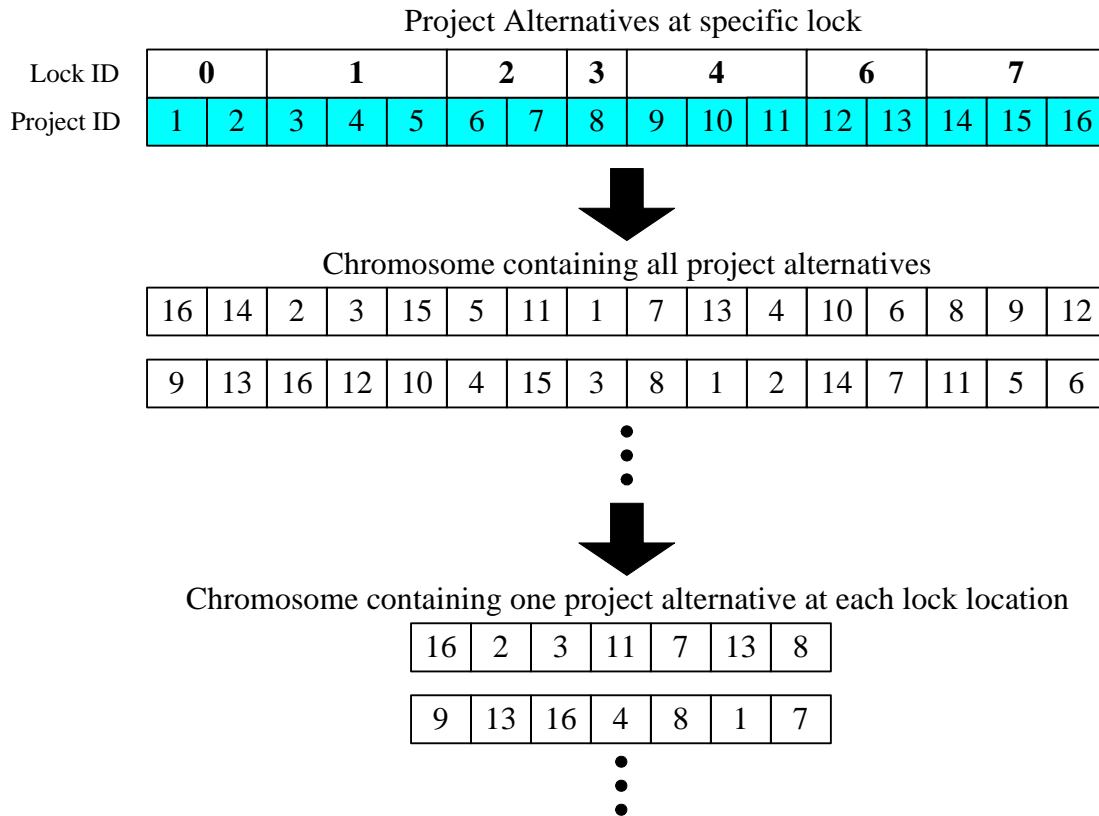 Project Alternatives at specific lock
Lock ID 0 1 2 3 4 6 7
Project ID 1 2 3 4 5 6 7 8 9 10 11 12 13 14 15 16
Chromosome containing all project alternatives
16 14 2 3 15 5 11 1 7 13 4 10 6 8 9 12
9 13 16 12 10 4 15 3 8 1 2 14 7 11 5 6
Chromosome containing one project alternative at each lock location
16 2 3 11 7 13 8
9 13 16 4 8 1 7